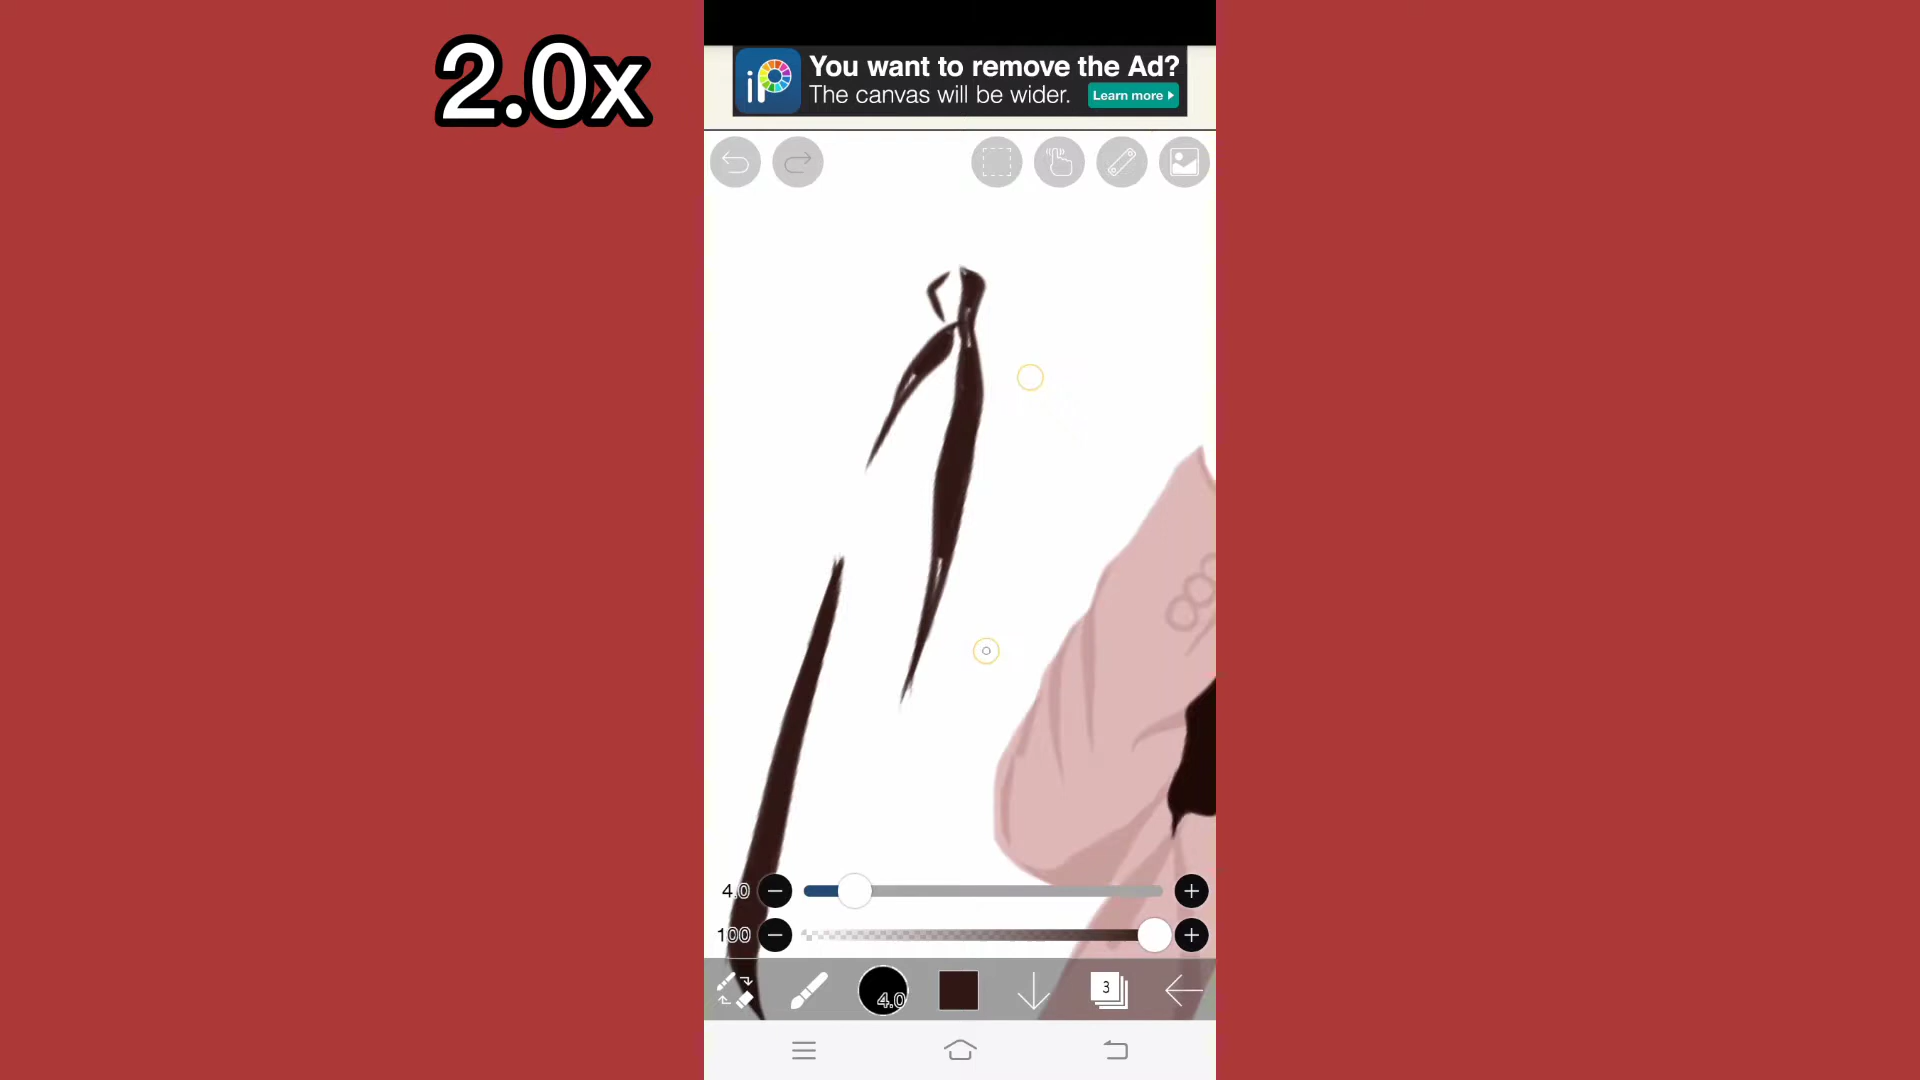 2.0x
iP
You want to remove the Ad?
The canvas will be wider.
Learn more
4.0
100
4.0
3